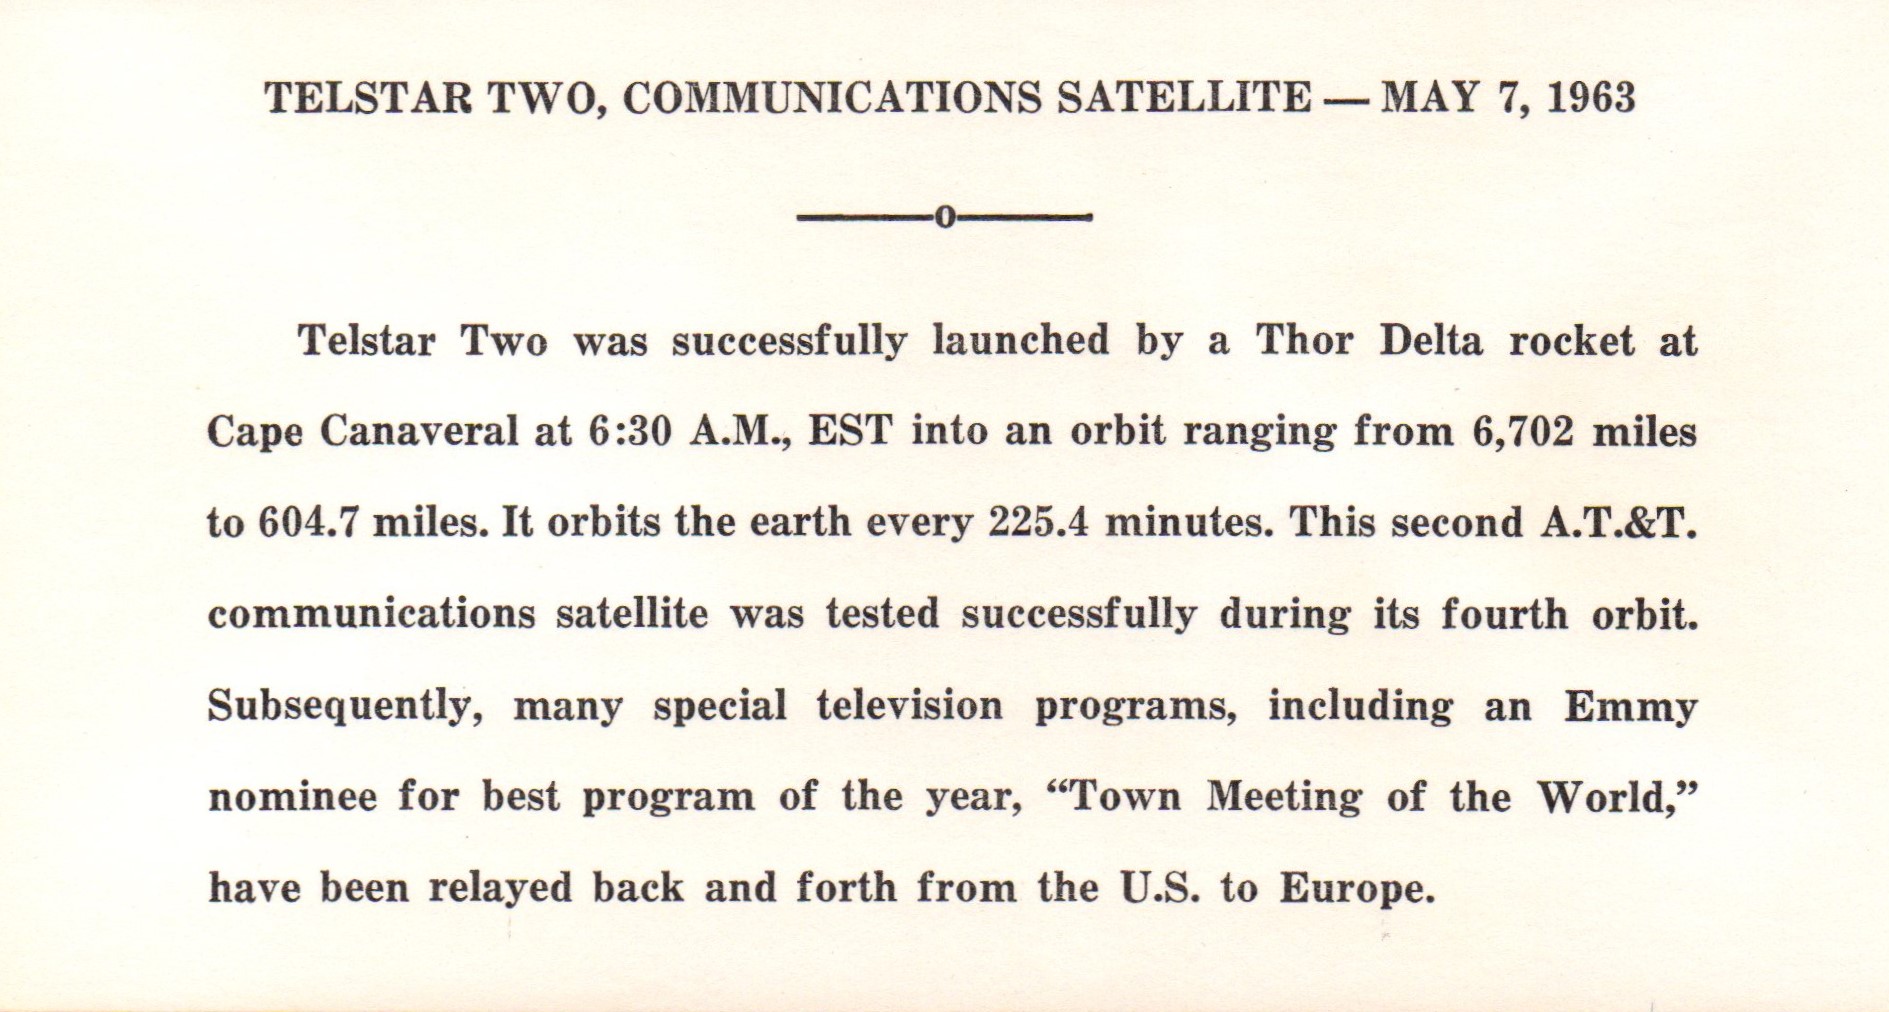 TELSTAR TWO, COMMUNICATIONS SATELLITE — MAY 7, 1963
o
Telstar Two was successfully launched by a Thor Delta rocket at
Cape Canaveral at 6:30 A.M., EST into an orbit ranging from 6,702 miles
to 604.7 miles. It orbits the earth every 225.4 minutes. This second A.T.&T.
communications satellite was tested successfully during its fourth orbit.
Subsequently, many special television programs, including an Emmy
nominee for best program of the year, “Town Meeting of the World,”
have been relayed back and forth from the U.S. to Europe.